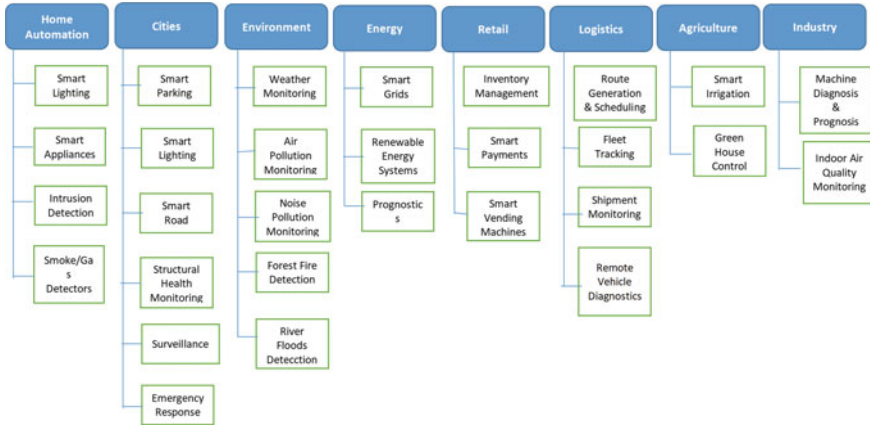 Home
Automation
Smart
Lighting
Smart
Appliances
Intrusion
Detection
Smoke/Ga
s
Detectors
Cities
Smart
Parking
Smart
Lighting
Smart
Road
Structural
Health
Monitoring
Surveillance
Emergency
Response
Environment
Weather
Monitoring
Air
Pollution
Monitoring
Noise
Pollution
Monitoring
Forest Fire
Detection
River
Floods
Detecction
Energy
Smart
Grids
Renewable
Energy
Systems
Prognostic
s
Retail
Inventory
Management
Smart
Payments
Smart
Vending
Machines
Logistics
Route
Generation
& Scheduling
Fleet
Tracking
Shipment
Monitoring
Remote
Vehicle
Diagnostics
Agriculture
Smart
Irrigation
Green
House
Control
Industry
Machine
Diagnosis
&
Prognosis
Indoor Air
Quality
Monitoring